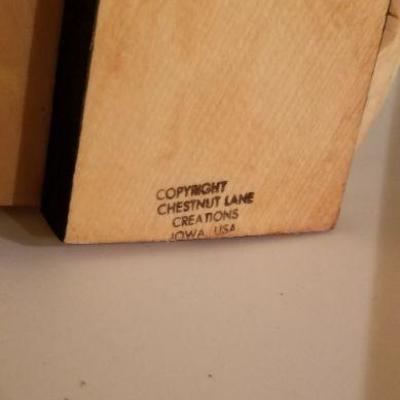 COPYRIGHT
CHESTNUT LANE
CREATIONS
IOWA, USA